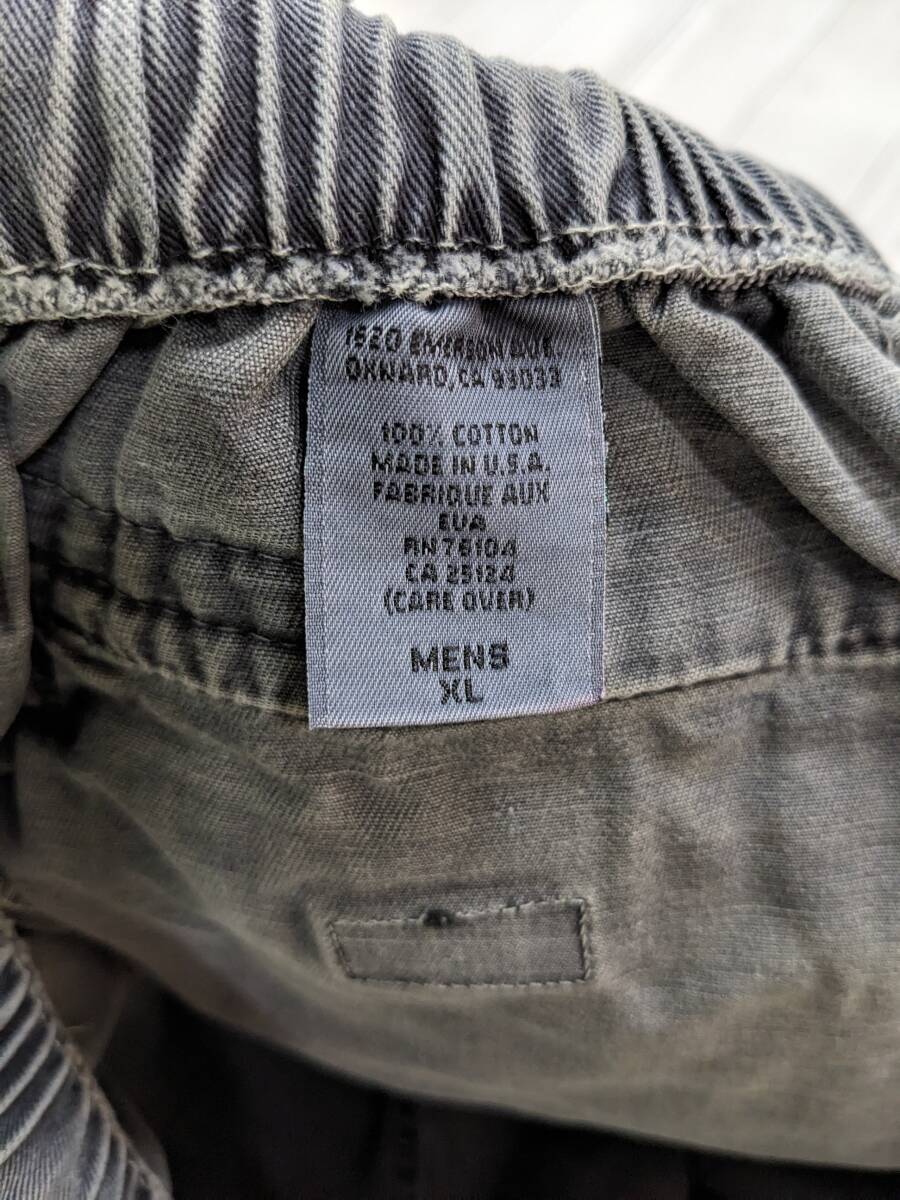 1520 EMERSON AVE.
OXNARD, CA 93033
100% COTTON
MADE IN U.S.A.
FABRIQUE AUX
EUA
RN 76104
CA 25124
(CARE OVER)
MENS
XL